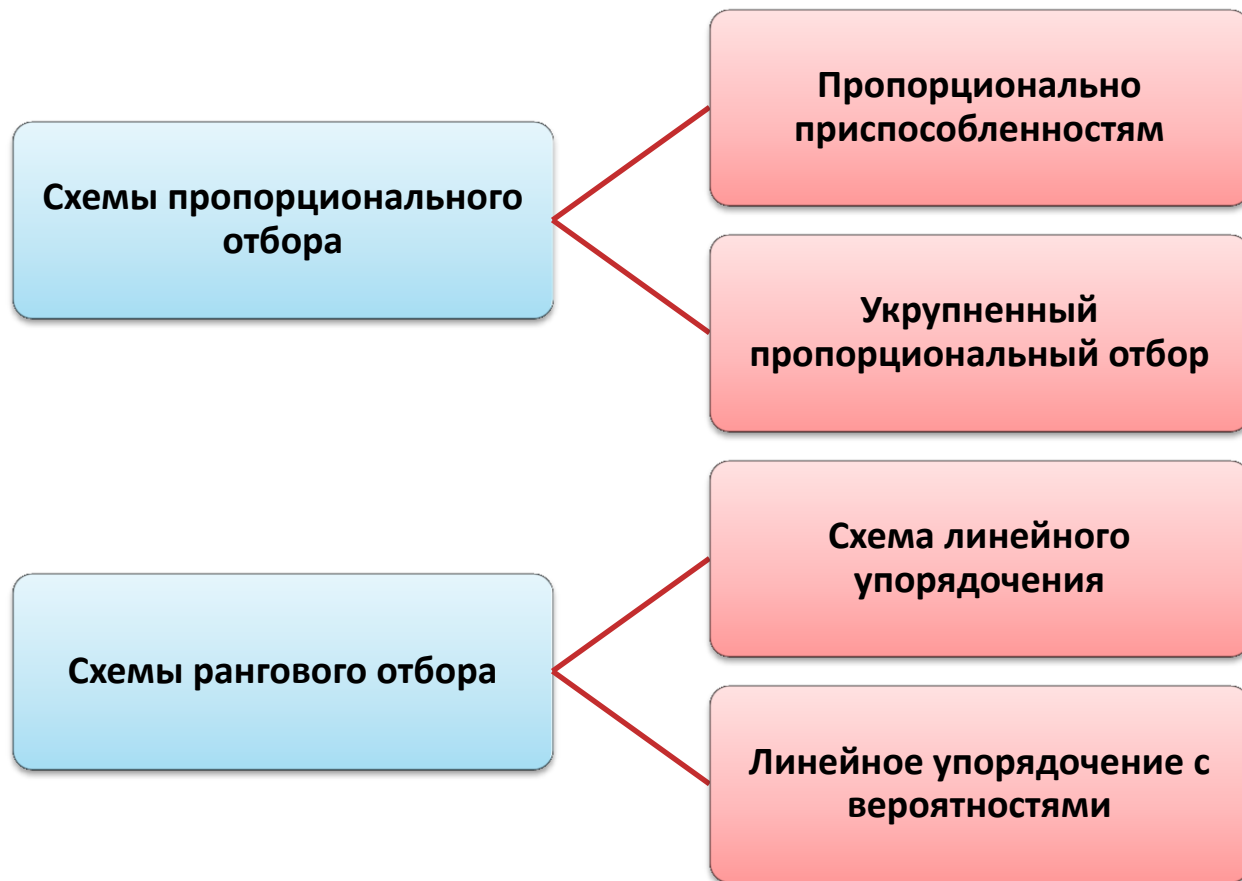 Схемы пропорционального
отбора
Пропорционально
приспособленностям
Укрупненный
пропорциональный отбор
Схемы рангового отбора
Схема линейного
упорядочения
Линейное упорядочение с
вероятностями